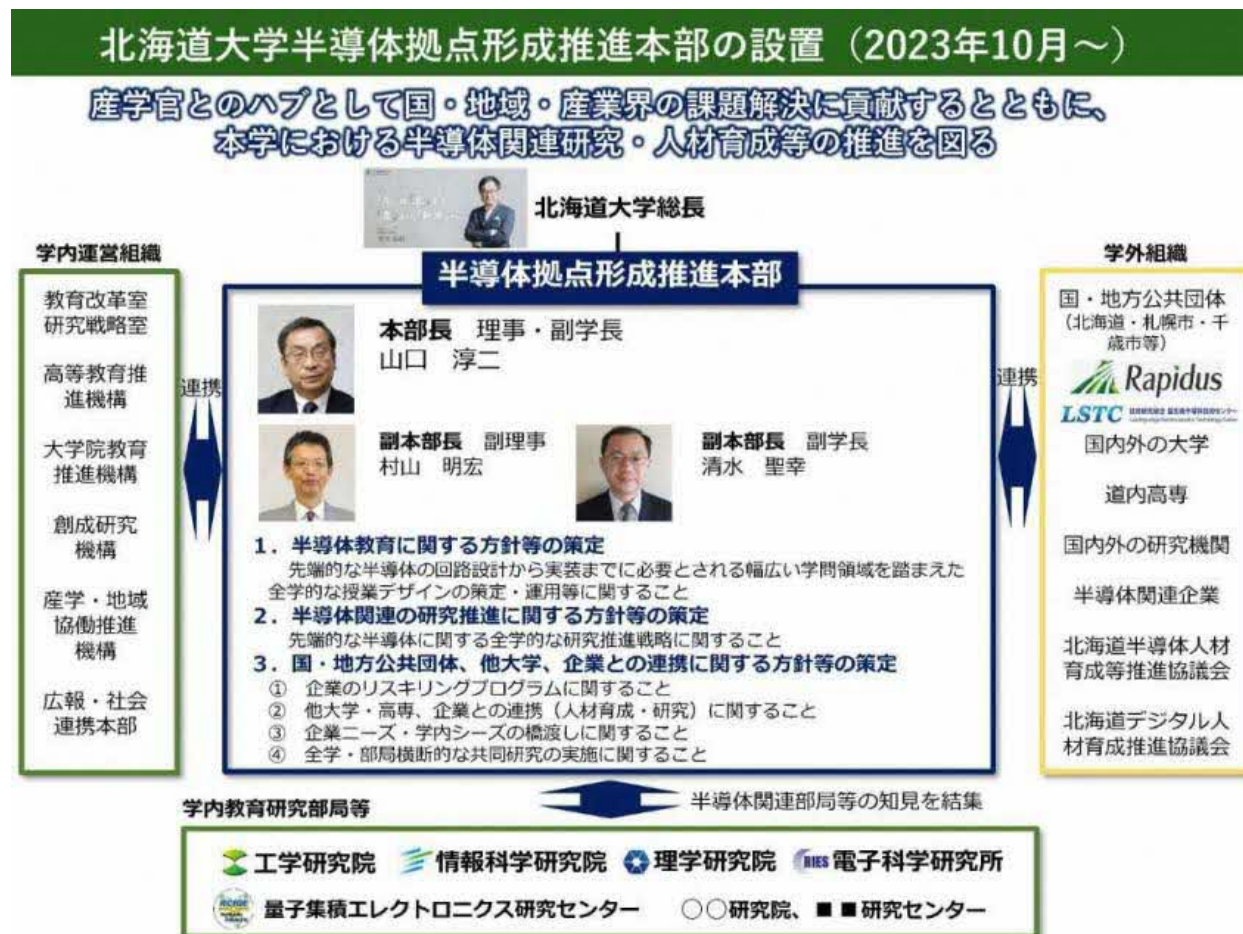 北海道大学半導体拠点形成推進本部の設置（2023年10月～）
産学官とのハブとして国・地域・産業界の課題解決に貢献するとともに、
本学における半導体関連研究・人材育成等の推進を図る
北海道大学総長
半導体拠点形成推進本部
学内運営組織
教育改革室
研究戦略室
高等教育推
進機構
大学院教育
推進機構
創成研究
機構
産学・地域
協働推進
機構
広報・社会
連携本部
連携
本部長　理事・副学長
山口　淳二
副本部長　副理事
村山　明宏
副本部長　副学長
清水　聖幸
1．半導体教育に関する方針等の策定
先端的な半導体の回路設計から実装までに必要とされる幅広い学問領域を踏まえた
全学的な授業デザインの策定・運用等に関すること
2．半導体関連の研究推進に関する方針等の策定
先端的な半導体に関する全学的な研究推進戦略に関すること
3．国・地方公共団体、他大学、企業との連携に関する方針等の策定
①　企業のリスキリングプログラムに関すること
②　他大学・高専、企業との連携（人材育成・研究）に関すること
③　企業ニーズ・学内シーズの橋渡しに関すること
④　全学・部局横断的な共同研究の実施に関すること
連携
学外組織
国・地方公共団体
（北海道・札幌市・千
歳市等）
Rapidus
LSTC
国内外の大学
道内高専
国内外の研究機関
半導体関連企業
北海道半導体人材
育成等推進協議会
北海道デジタル人
材育成推進協議会
半導体関連部局等の知見を結集
学内教育研究部局等
工学研究院　情報科学研究院　理学研究院　RIES 電子科学研究所
量子集積エレクトロニクス研究センター　○○研究院、■■研究センター